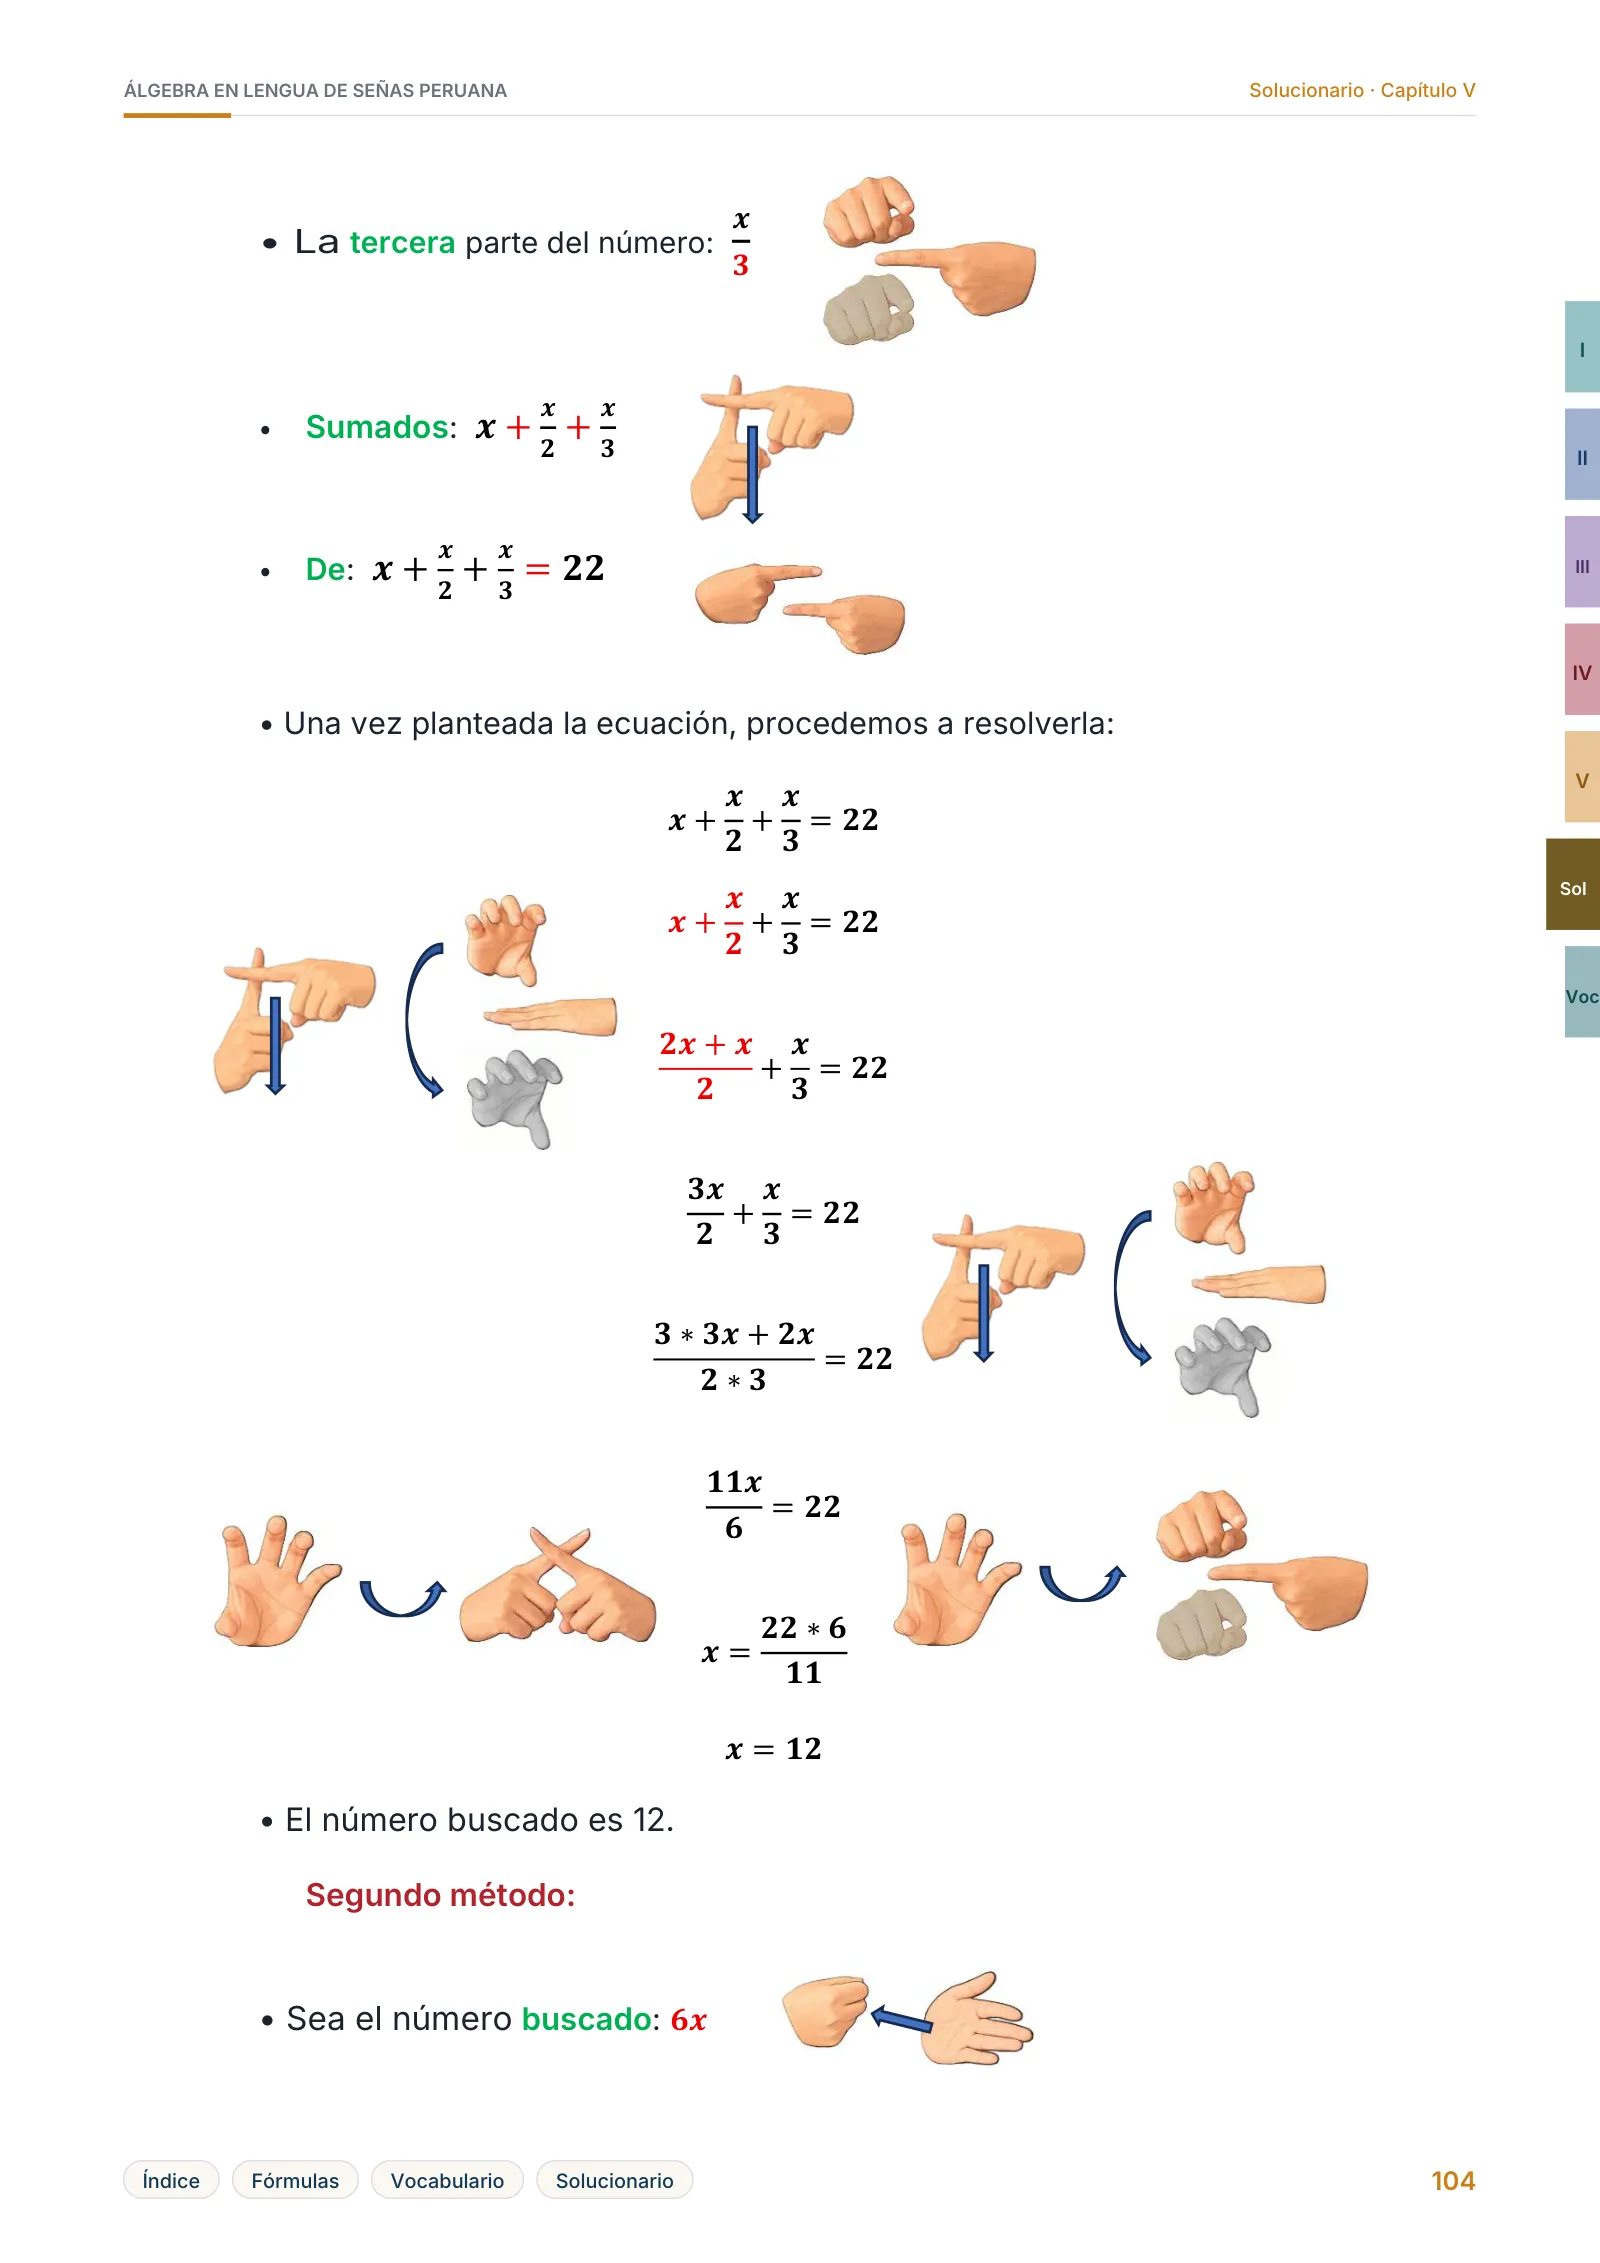 ÁLGEBRA EN LENGUA DE SEÑAS PERUANA
Solucionario · Capítulo V
• La tercera parte del número: x/3
• Sumados: x + x/2 + x/3
• De: x + x/2 + x/3 = 22
• Una vez planteada la ecuación, procedemos a resolverla:
x + x/2 + x/3 = 22
x + x/2 + x/3 = 22
(2x + x)/2 + x/3 = 22
3x/2 + x/3 = 22
(3 * 3x + 2x)/(2 * 3) = 22
11x/6 = 22
x = (22 * 6)/11
x = 12
• El número buscado es 12.
Segundo método:
• Sea el número buscado: 6x
I
II
III
IV
V
Sol
Voc
Índice
Fórmulas
Vocabulario
Solucionario
104